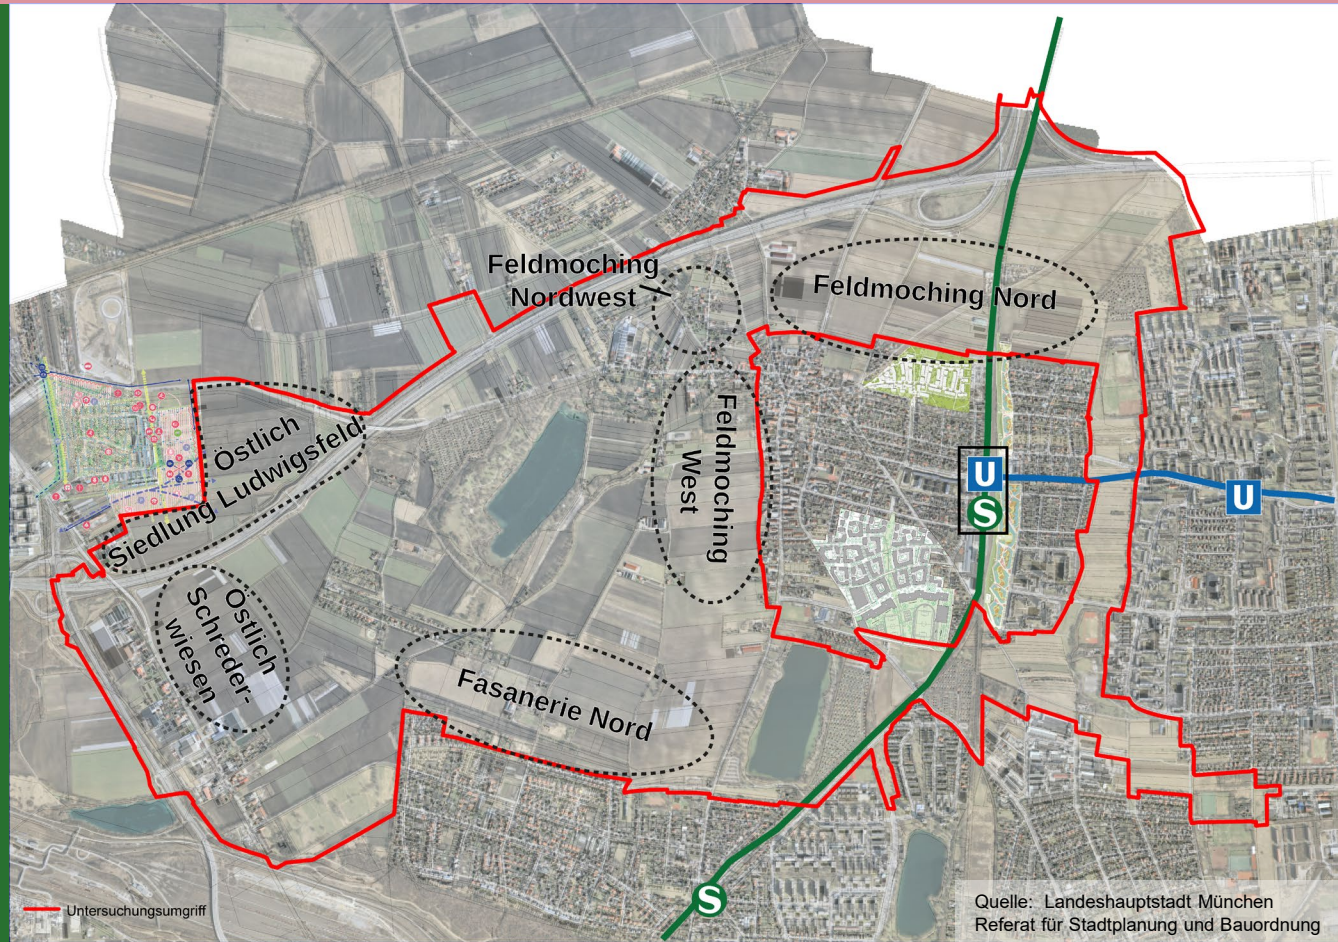 Feldmoching
Nordwest
Feldmoching Nord
Östlich
Siedlung Ludwigsfeld
Feldmoching
West
U
S
U
Östlich
Schreder-
wiesen
Fasanerie Nord
S
Untersuchungsumgriff
Quelle: Landeshauptstadt München
Referat für Stadtplanung und Bauordnung